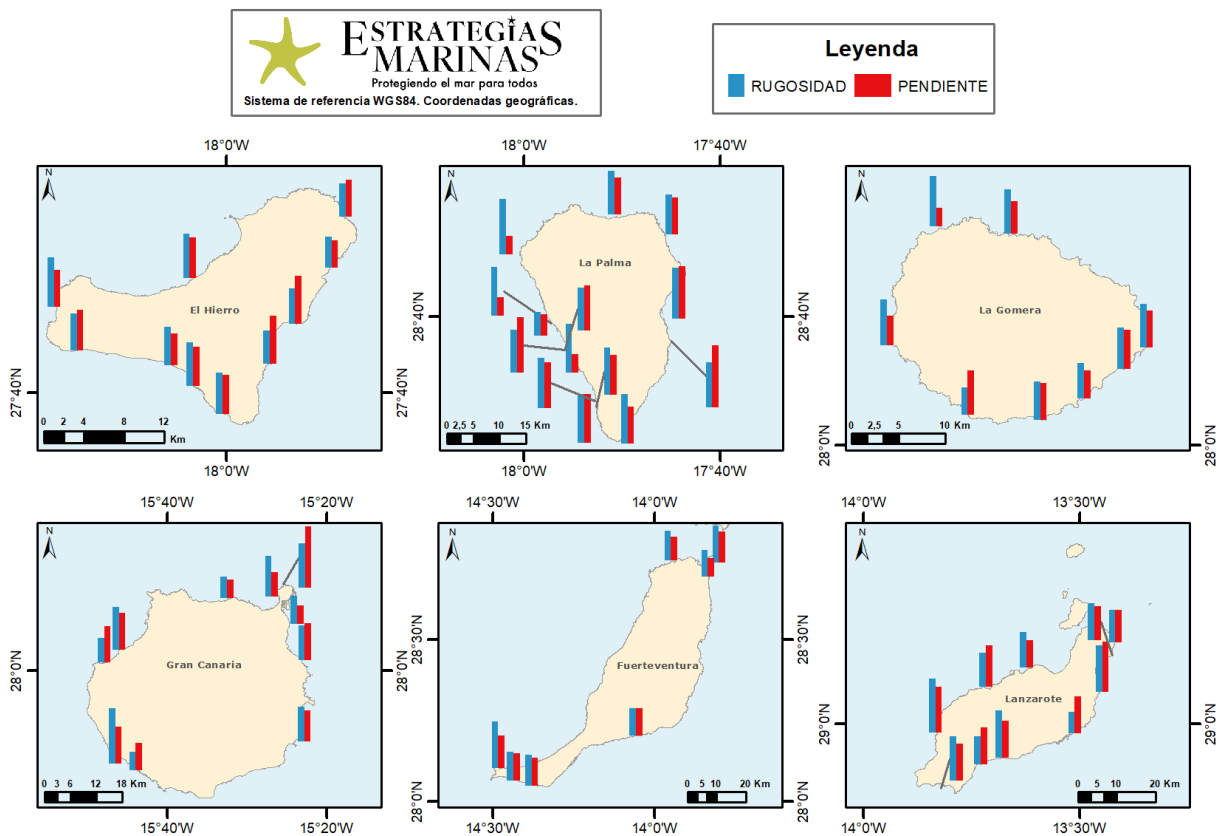 ESTRATEGIAS
MARINAS
Protegiendo el mar para todos
Sistema de referencia WGS84. Coordenadas geográficas.
Leyenda
RUGOSIDAD PENDIENTE
18°0'W
18°0'W 17°40'W
N
N
N
El Hierro
La Palma
La Gomera
27°40'N
27°40'N
28°40'N
28°40'N
28°0'N
28°0'N
0 2 4 8 12
Km
0 2,5 5 10 15 Km
0 2,5 5 10 Km
18°0'W
18°0'W 17°40'W
15°40'W 15°20'W
14°30'W 14°0'W
14°0'W 13°30'W
N
N
N
Gran Canaria
Fuerteventura
Lanzarote
28°0'N
28°0'N
28°30'N
28°30'N
29°0'N
29°0'N
28°0'N
28°0'N
0 3 6 12 18 Km
0 5 10 20 Km
0 5 10 20 Km
15°40'W 15°20'W
14°30'W 14°0'W
14°0'W 13°30'W